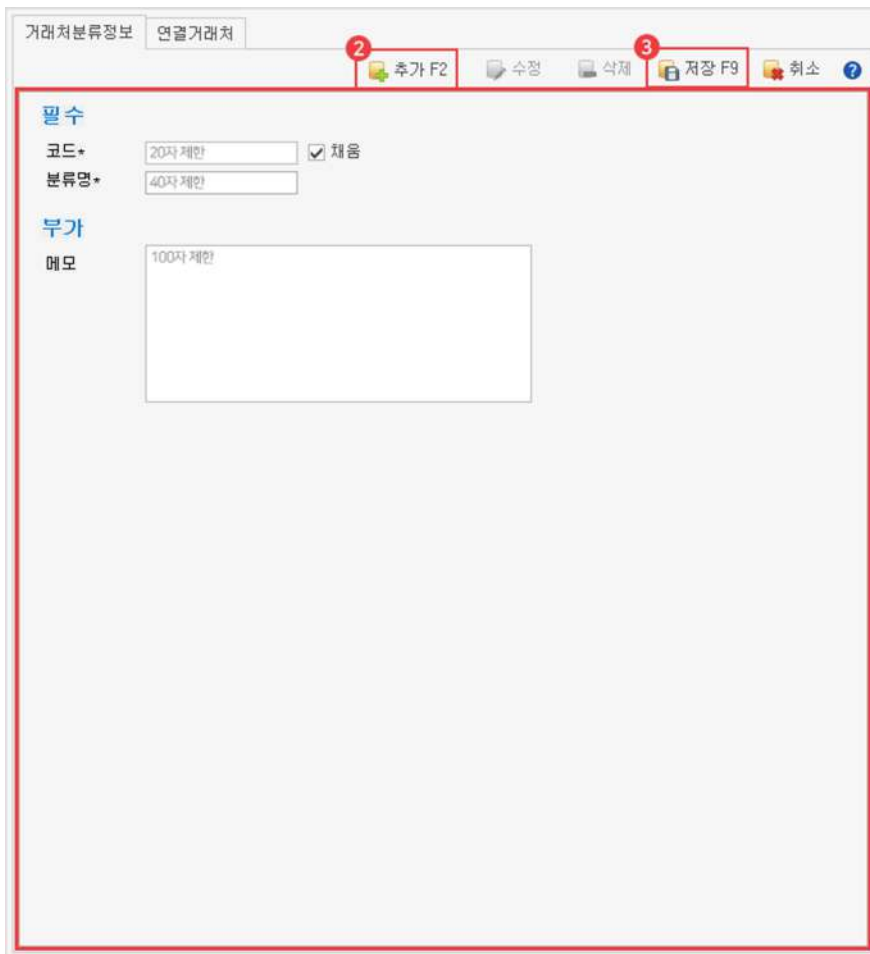 거래처분류정보 연결거래처
2 추가 F2 수정 삭제 3 저장 F9 취소 ?
필수
코드* 20자 제한 채움
분류명* 40자 제한
부가
메모 100자 제한